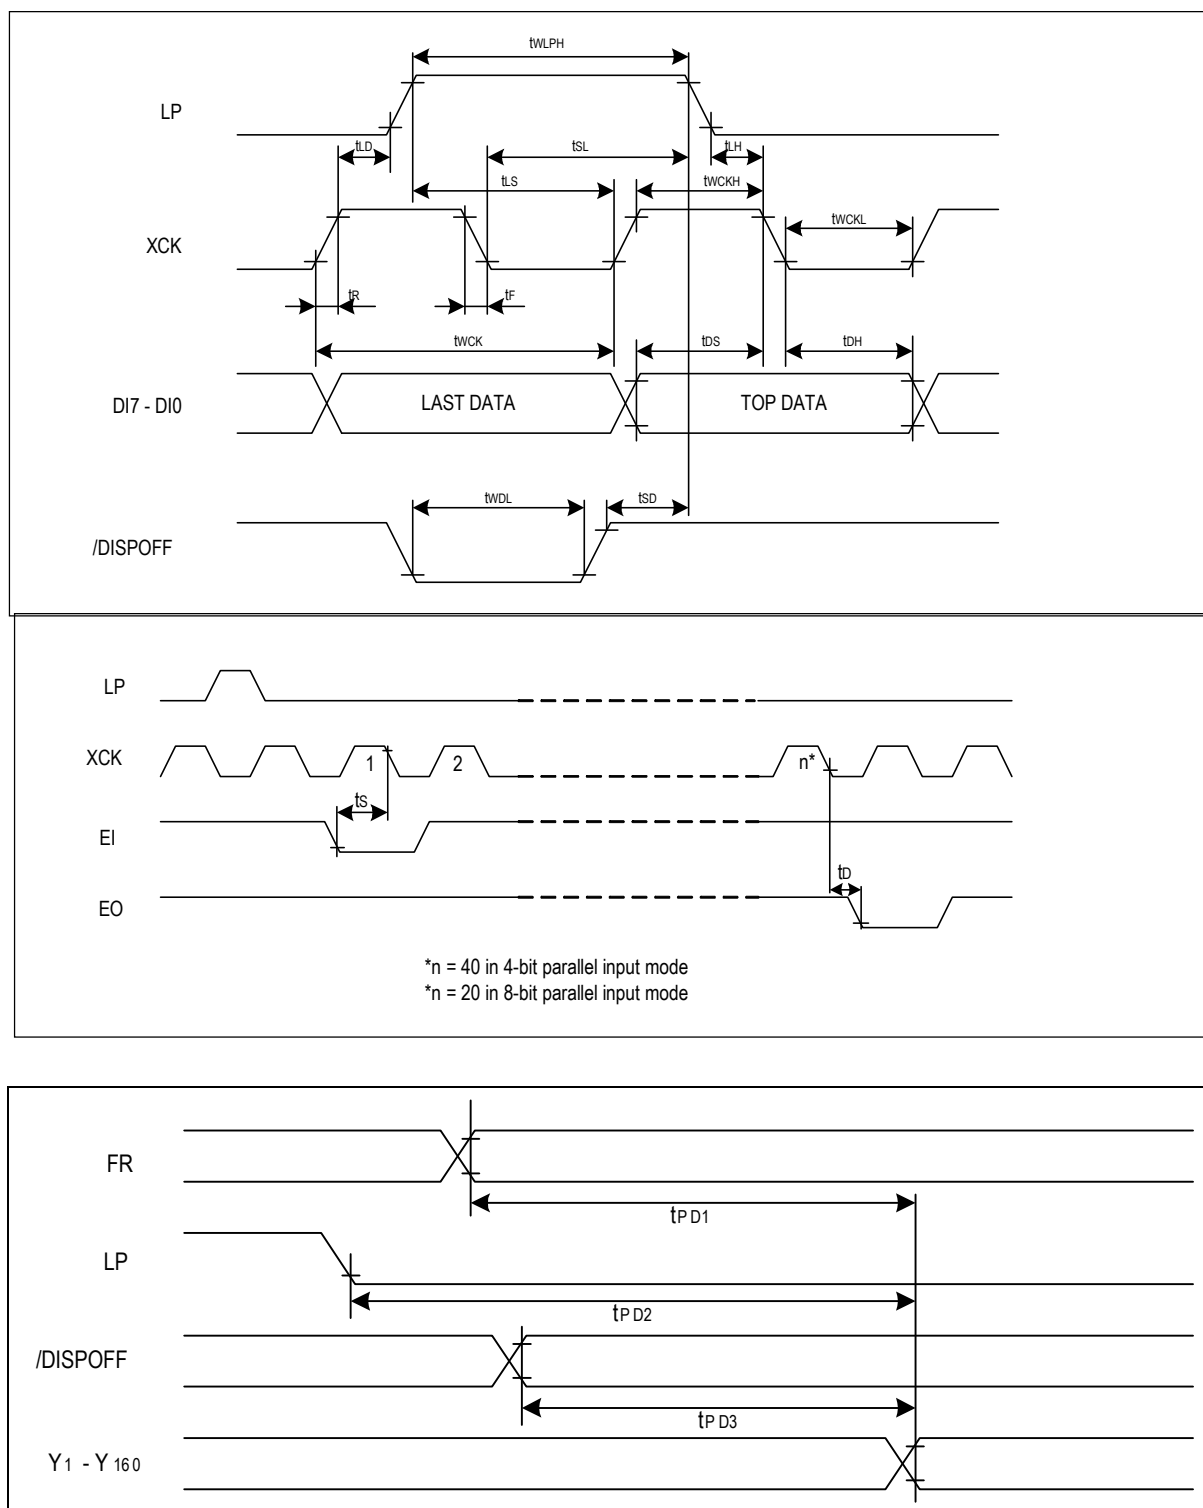 tWLPH
LP
tLD
tSL
tLH
tLS
tWCKH
XCK
tWCKL
tR
tF
tWCK
tDS
tDH
DI7 - DI0
LAST DATA
TOP DATA
tWDL
tSD
/DISPOFF
LP
XCK
1
2
n*
tS
EI
tD
EO
*n = 40 in 4-bit parallel input mode
*n = 20 in 8-bit parallel input mode
FR
tPD1
LP
tPD2
/DISPOFF
tPD3
Y1 - Y160